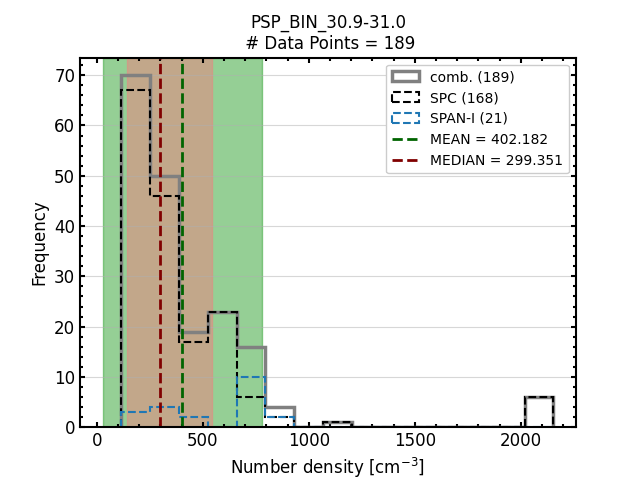 PSP_BIN_30.9-31.0
# Data Points = 189
comb. (189)
SPC (168)
SPAN-I (21)
MEAN = 402.182
MEDIAN = 299.351
Frequency
70
60
50
40
30
20
10
0
0 500 1000 1500 2000
Number density [cm⁻³]